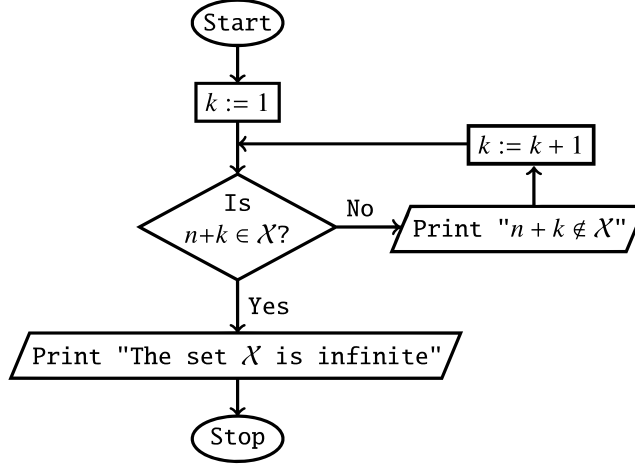 Start
k := 1
k := k + 1
Is
n+k ∈ 𝒳?
No
Print "n + k ∉ 𝒳"
Yes
Print "The set 𝒳 is infinite"
Stop